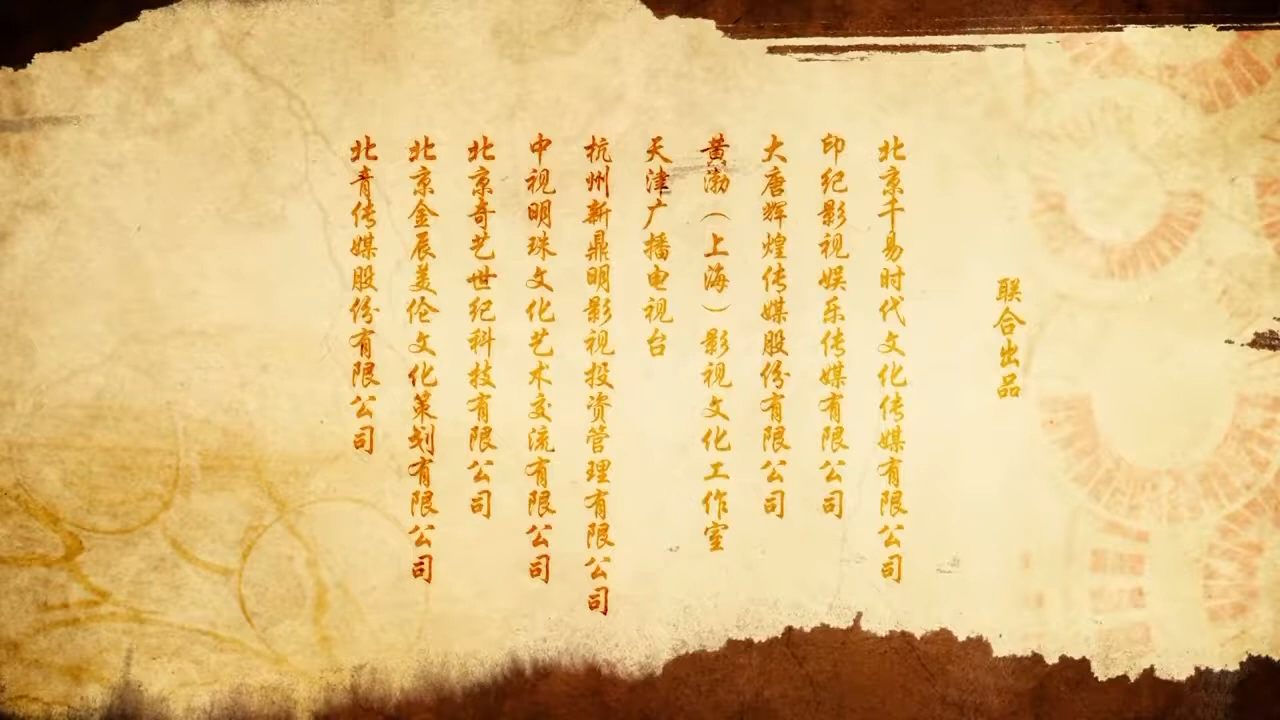 联合出品
北京千易时代文化传媒有限公司
印纪影视娱乐传媒有限公司
大唐辉煌传媒股份有限公司
黄渤（上海）影视文化工作室
天津广播电视台
杭州新鼎明影视投资管理有限公司
中视明珠文化艺术交流有限公司
北京奇艺世纪科技有限公司
北京金辰美伦文化策划有限公司
北青传媒股份有限公司